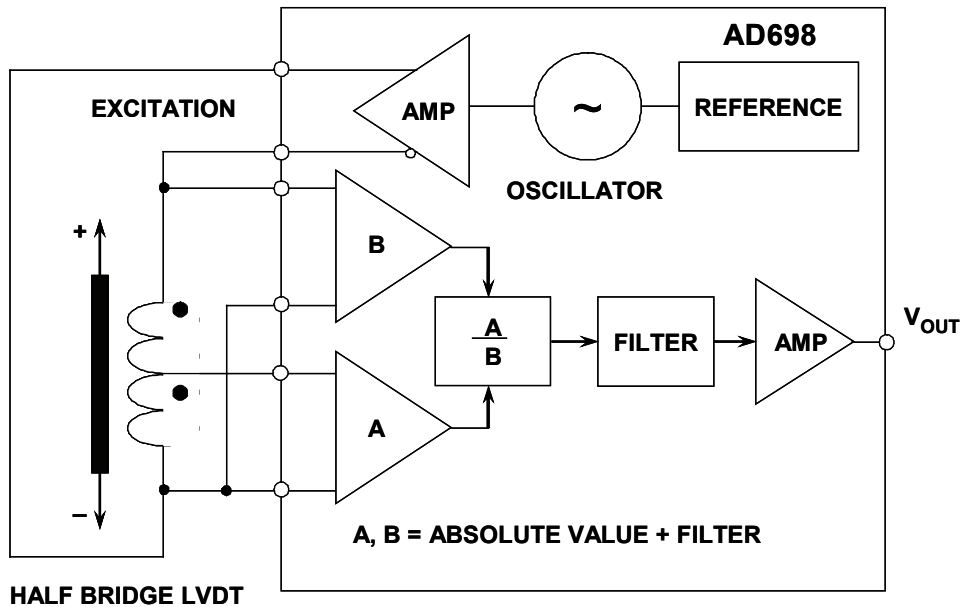 AD698
EXCITATION
AMP
~
REFERENCE
OSCILLATOR
+
B
A
B
FILTER
AMP
VOUT
A
–
A, B = ABSOLUTE VALUE + FILTER
HALF BRIDGE LVDT